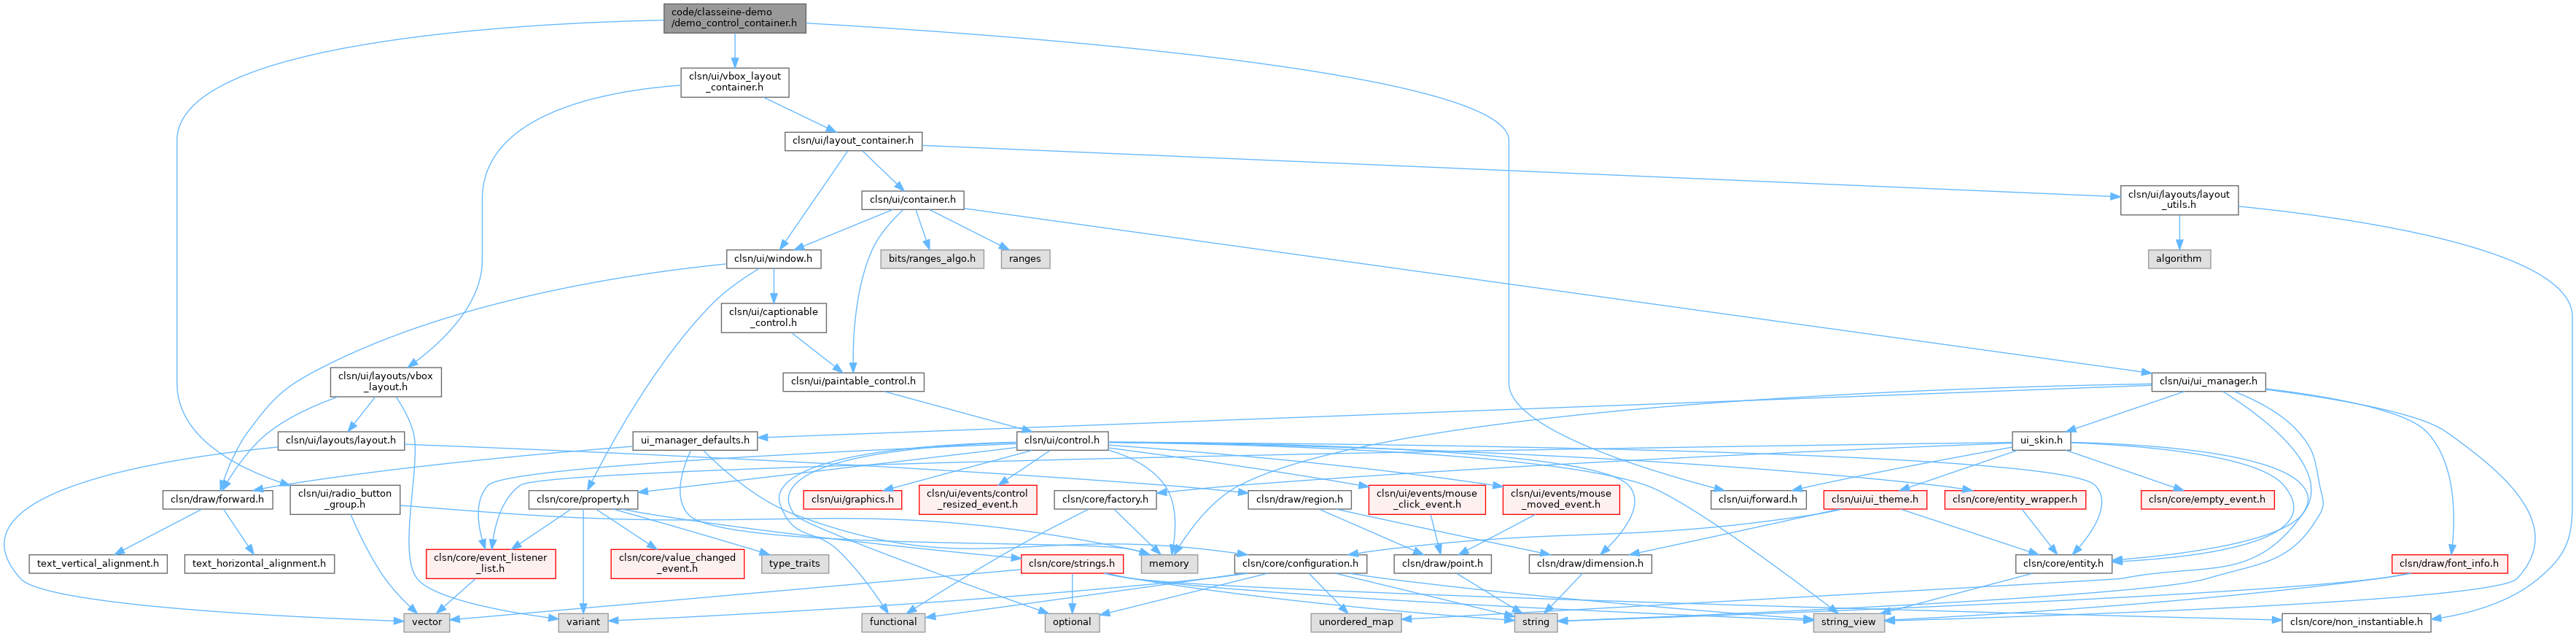 code/classeine-demo
/demo_control_container.h
clsn/ui/vbox_layout
_container.h
clsn/ui/layout_container.h
clsn/ui/container.h
clsn/ui/layouts/layout
_utils.h
clsn/ui/window.h
bits/ranges_algo.h
ranges
algorithm
clsn/ui/captionable
_control.h
clsn/ui/layouts/vbox
_layout.h
clsn/ui/paintable_control.h
clsn/ui/ui_manager.h
clsn/ui/layouts/layout.h
ui_manager_defaults.h
clsn/ui/control.h
ui_skin.h
clsn/draw/forward.h
clsn/ui/radio_button
_group.h
clsn/core/property.h
clsn/ui/graphics.h
clsn/ui/events/control
_resized_event.h
clsn/core/factory.h
clsn/draw/region.h
clsn/ui/events/mouse
_click_event.h
clsn/ui/events/mouse
_moved_event.h
clsn/ui/forward.h
clsn/ui/ui_theme.h
clsn/core/entity_wrapper.h
clsn/core/empty_event.h
text_vertical_alignment.h
text_horizontal_alignment.h
clsn/core/event_listener
_list.h
clsn/core/value_changed
_event.h
type_traits
clsn/core/strings.h
memory
clsn/core/configuration.h
clsn/draw/point.h
clsn/draw/dimension.h
clsn/core/entity.h
clsn/draw/font_info.h
vector
variant
functional
optional
unordered_map
string
string_view
clsn/core/non_instantiable.h